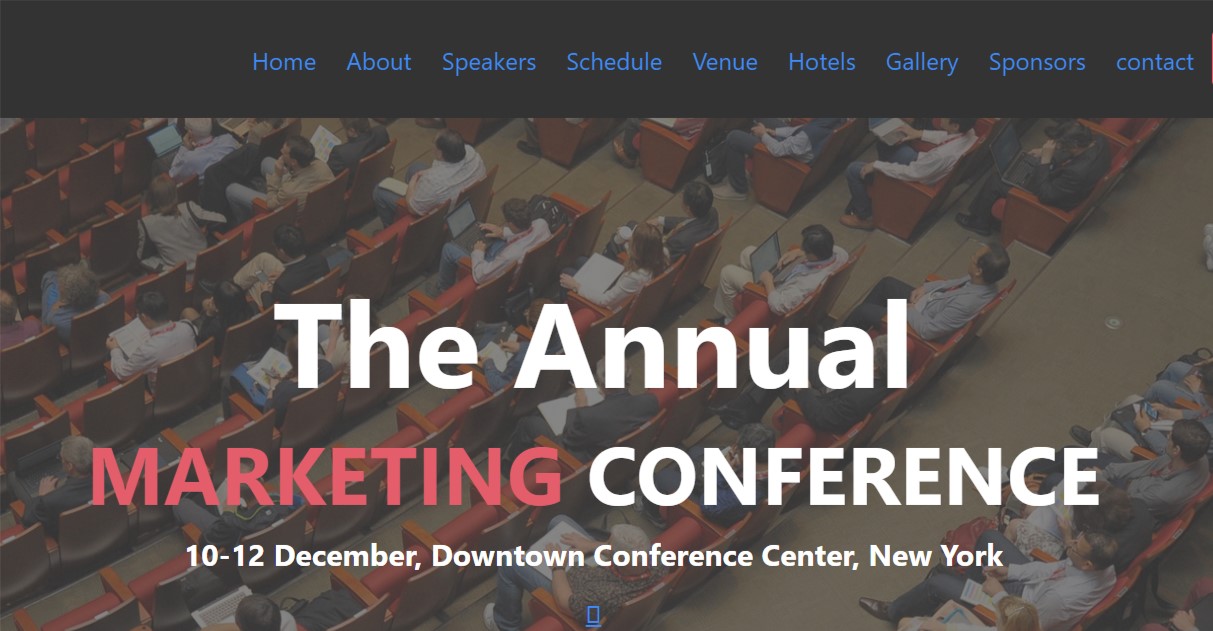 Home About Speakers Schedule Venue Hotels Gallery Sponsors contact
The Annual
MARKETING CONFERENCE
10-12 December, Downtown Conference Center, New York